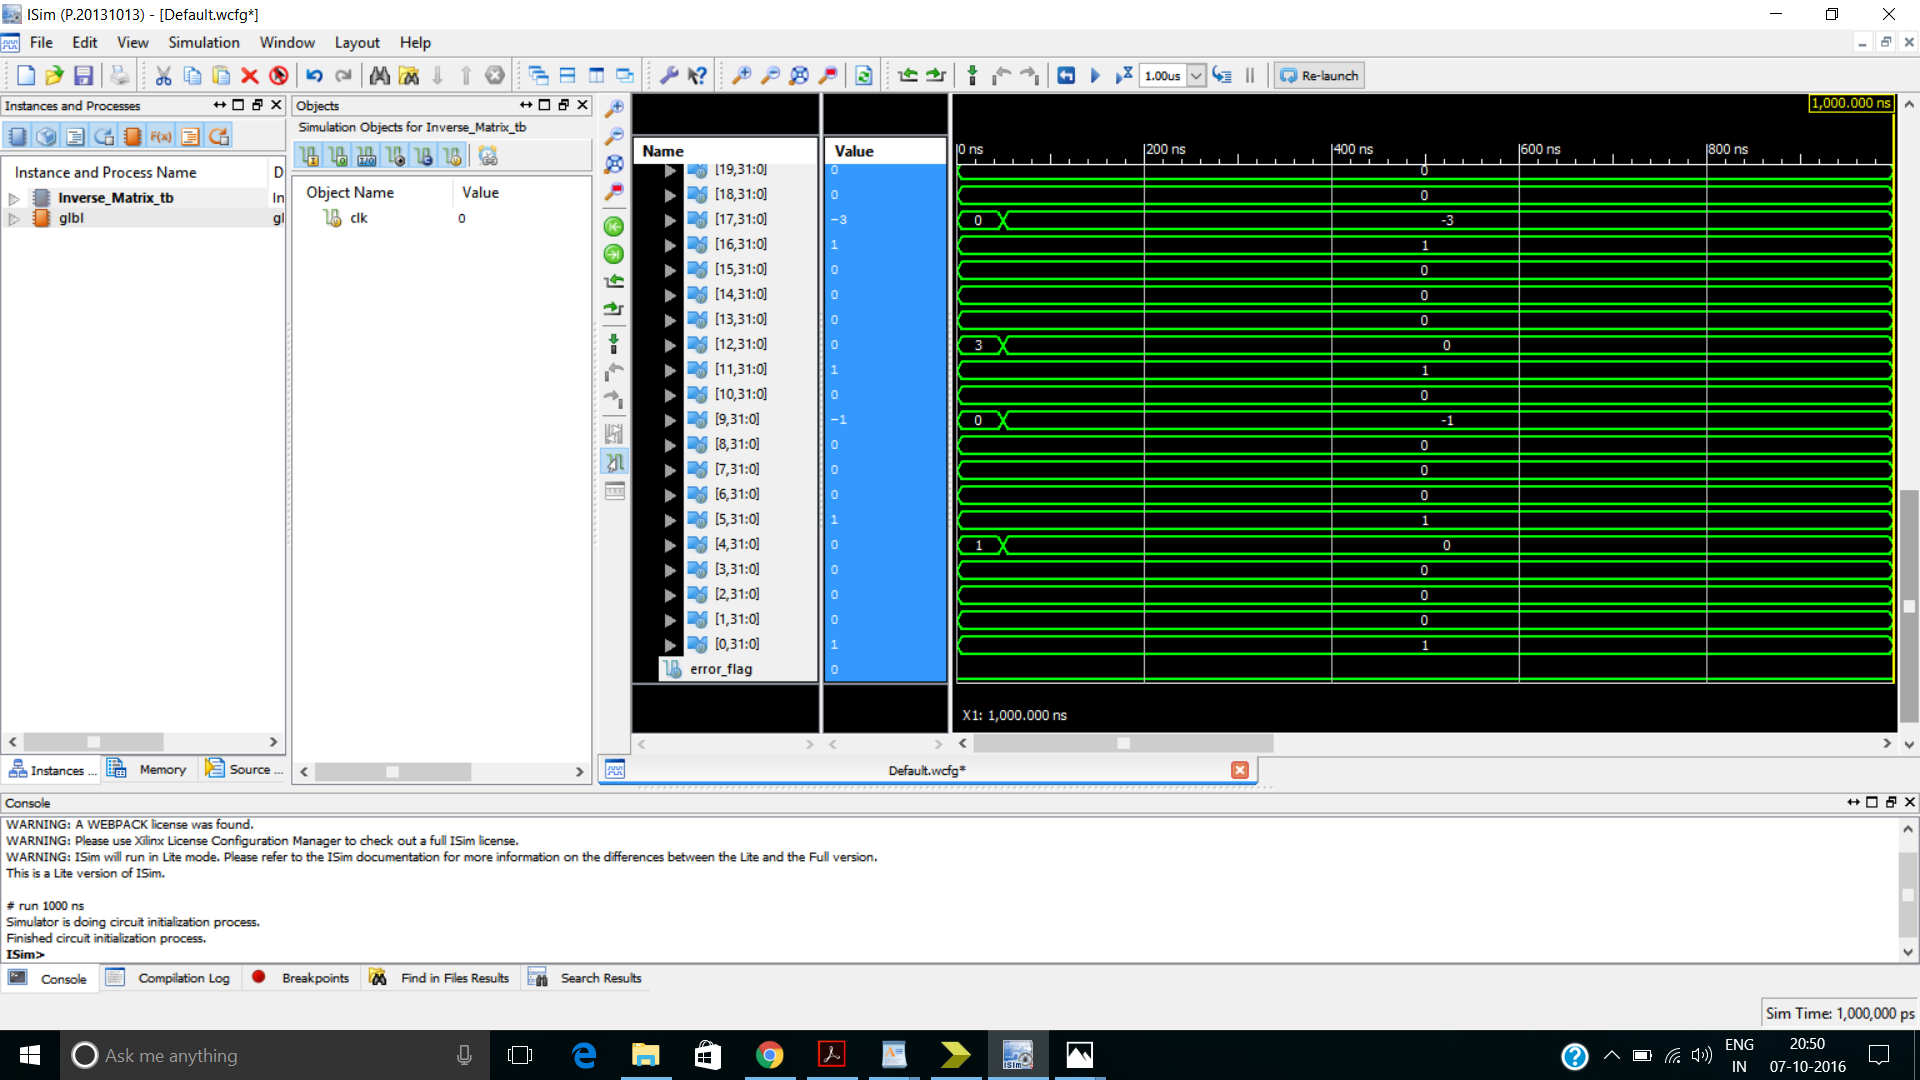 ISim (P.20131013) - [Default.wcfg*]
File Edit View Simulation Window Layout Help
1.00us Re-launch
Instances and Processes
Instance and Process Name D
Inverse_Matrix_tb In
glbl gl
Instances ... Memory Source ...
Objects
Simulation Objects for Inverse_Matrix_tb
Object Name Value
clk 0
1,000.000 ns
Name Value 0 ns 200 ns 400 ns 600 ns 800 ns
[19,31:0] 0 0
[18,31:0] 0 0
[17,31:0] -3 0 -3
[16,31:0] 1 1
[15,31:0] 0 0
[14,31:0] 0 0
[13,31:0] 0 0
[12,31:0] 0 3 0
[11,31:0] 1 1
[10,31:0] 0 0
[9,31:0] -1 0 -1
[8,31:0] 0 0
[7,31:0] 0 0
[6,31:0] 0 0
[5,31:0] 1 1
[4,31:0] 0 1 0
[3,31:0] 0 0
[2,31:0] 0 0
[1,31:0] 0 0
[0,31:0] 1 1
error_flag 0
X1: 1,000.000 ns
Default.wcfg*
Console
WARNING: A WEBPACK license was found.
WARNING: Please use Xilinx License Configuration Manager to check out a full ISim license.
WARNING: ISim will run in Lite mode. Please refer to the ISim documentation for more information on the differences between the Lite and the Full version.
This is a Lite version of ISim.
# run 1000 ns
Simulator is doing circuit initialization process.
Finished circuit initialization process.
ISim>
Console Compilation Log Breakpoints Find in Files Results Search Results
Sim Time: 1,000,000 ps
Ask me anything
ENG
IN
20:50
07-10-2016